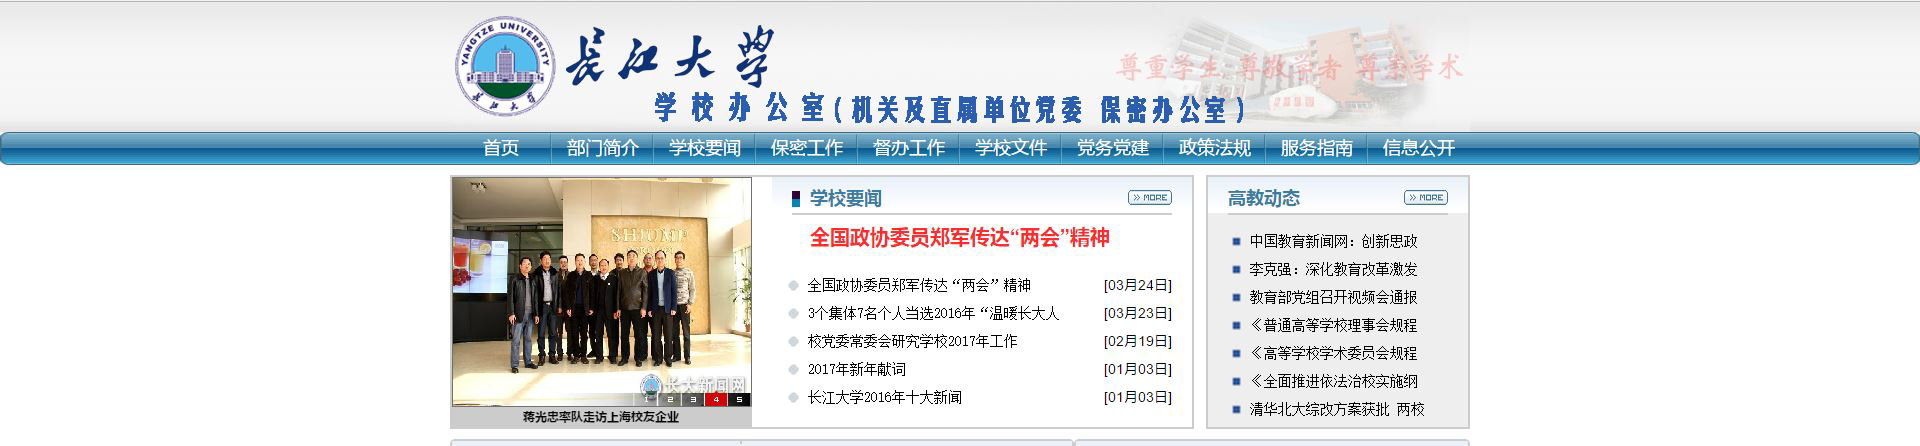 YANGTZE UNIVERSITY
长江大学
长江大学
尊重学生 尊敬学者 尊崇学术
学校办公室(机关及直属单位党委 保密办公室)
首页 部门简介 学校要闻 保密工作 督办工作 学校文件 党务党建 政策法规 服务指南 信息公开
SHJOMP
长大新闻网
1 2 3 4 5
蒋光忠率队走访上海校友企业
学校要闻 MORE
全国政协委员郑军传达“两会”精神
全国政协委员郑军传达“两会”精神 [03月24日]
3个集体7名个人当选2016年“温暖长大人 [03月23日]
校党委常委会研究学校2017年工作 [02月19日]
2017年新年献词 [01月03日]
长江大学2016年十大新闻 [01月03日]
高教动态 MORE
中国教育新闻网：创新思政
李克强：深化教育改革激发
教育部党组召开视频会通报
《普通高等学校理事会规程
《高等学校学术委员会规程
《全面推进依法治校实施纲
清华北大综改方案获批 两校